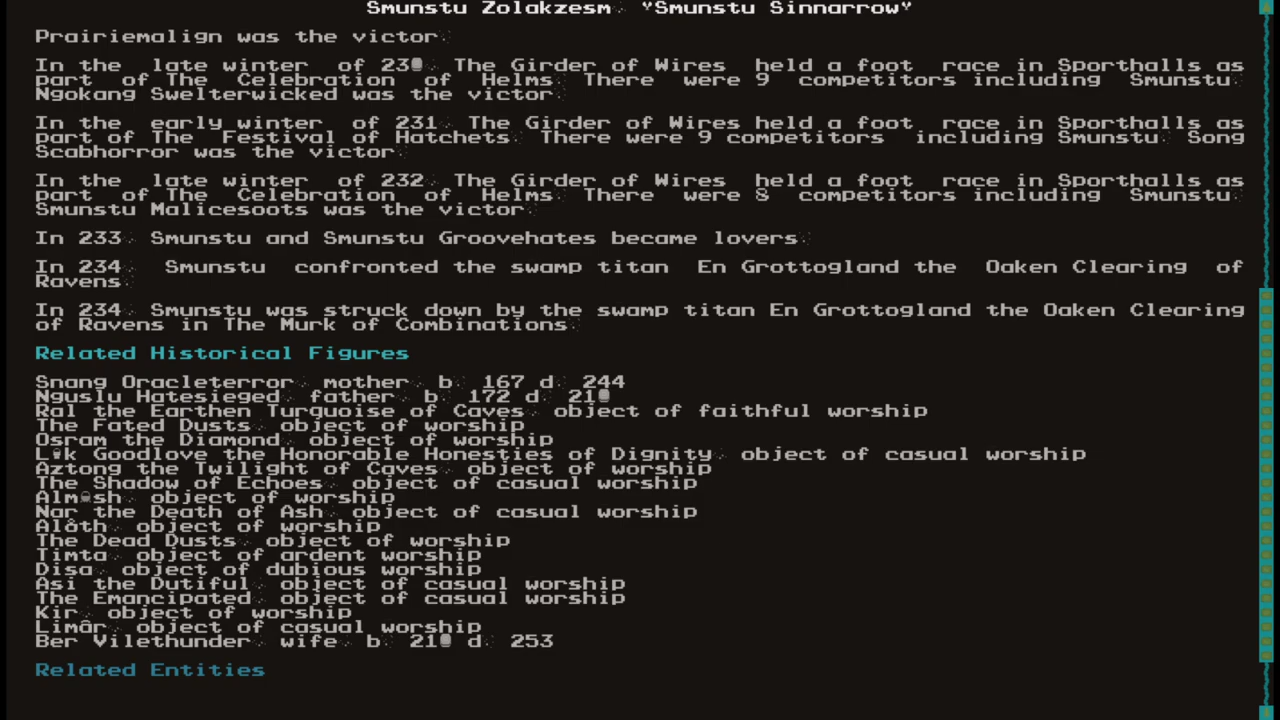 Smunstu Zolakzesm, "Smunstu Sinnarrow"
Prairiemalign was the victor.
In the late winter of 230, The Girder of Wires held a foot race in Sporthalls as
part of The Celebration of Helms. There were 9 competitors including Smunstu.
Ngokang Swelterwicked was the victor.
In the early winter of 231, The Girder of Wires held a foot race in Sporthalls as
part of The Festival of Hatchets. There were 9 competitors including Smunstu. Song
Scabhorror was the victor.
In the late winter of 232, The Girder of Wires held a foot race in Sporthalls as
part of The Celebration of Helms. There were 8 competitors including Smunstu.
Smunstu Malicesoots was the victor.
In 233, Smunstu and Smunstu Groovehates became lovers.
In 234, Smunstu confronted the swamp titan En Grottogland the Oaken Clearing of
Ravens.
In 234, Smunstu was struck down by the swamp titan En Grottogland the Oaken Clearing
of Ravens in The Murk of Combinations.
Related Historical Figures
Snang Oracleterror, mother, b. 167 d. 244
Nguslu Hatesieged, father, b. 172 d. 210
Ral the Earthen Turquoise of Caves, object of faithful worship
The Fated Dusts, object of worship
Osram the Diamond, object of worship
Goodlove the Honorable Honesties of Dignity, object of casual worship
Aztong the Twilight of Caves, object of worship
The Shadow of Echoes, object of casual worship
object of worship
Nar the Death of Ash, object of casual worship
Alôth, object of worship
The Dead Dusts, object of worship
Timta, object of ardent worship
Disa, object of dubious worship
Asi the Dutiful, object of casual worship
The Emancipated, object of casual worship
Kir, object of worship
Limâr, object of casual worship
Ber Vilethunder, wife, b. 210 d. 253
Related Entities